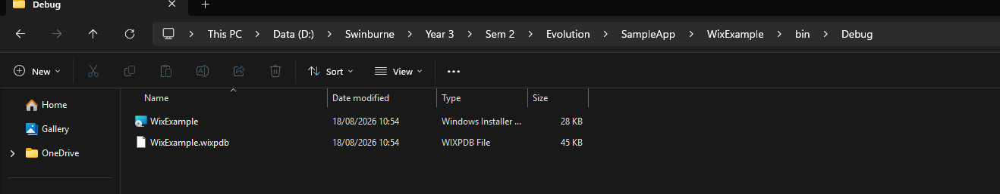 Debug
This PC > Data (D:) > Swinburne > Year 3 > Sem 2 > Evolution > SampleApp > WixExample > bin > Debug
New Sort View
Name Date modified Type Size
Home
WixExample 18/08/2026 10:54 Windows Installer ... 28 KB
Gallery
WixExample.wixpdb 18/08/2026 10:54 WIXPDB File 45 KB
OneDrive